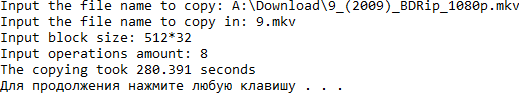 Input the file name to copy: A:\Download\9_(2009)_BDRip_1080p.mkv
Input the file name to copy in: 9.mkv
Input block size: 512*32
Input operations amount: 8
The copying took 280.391 seconds
Для продолжения нажмите любую клавишу . . .